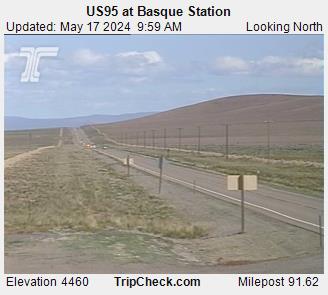 US95 at Basque Station
Updated: May 17 2024 9:59 AM Looking North
Elevation 4460 TripCheck.com Milepost 91.62